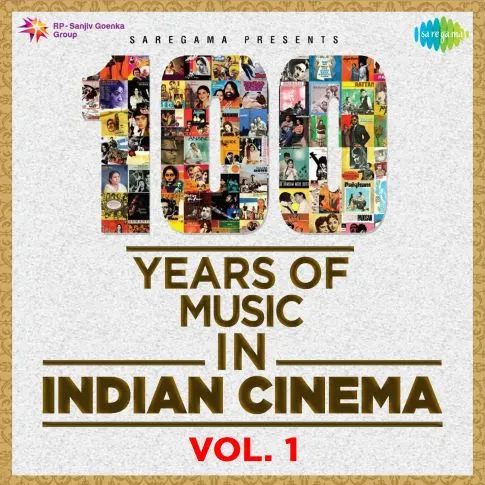 RP-Sanjiv Goenka
Group
saregama
SAREGAMA PRESENTS
100
YEARS OF
MUSIC
IN
INDIAN CINEMA
VOL. 1